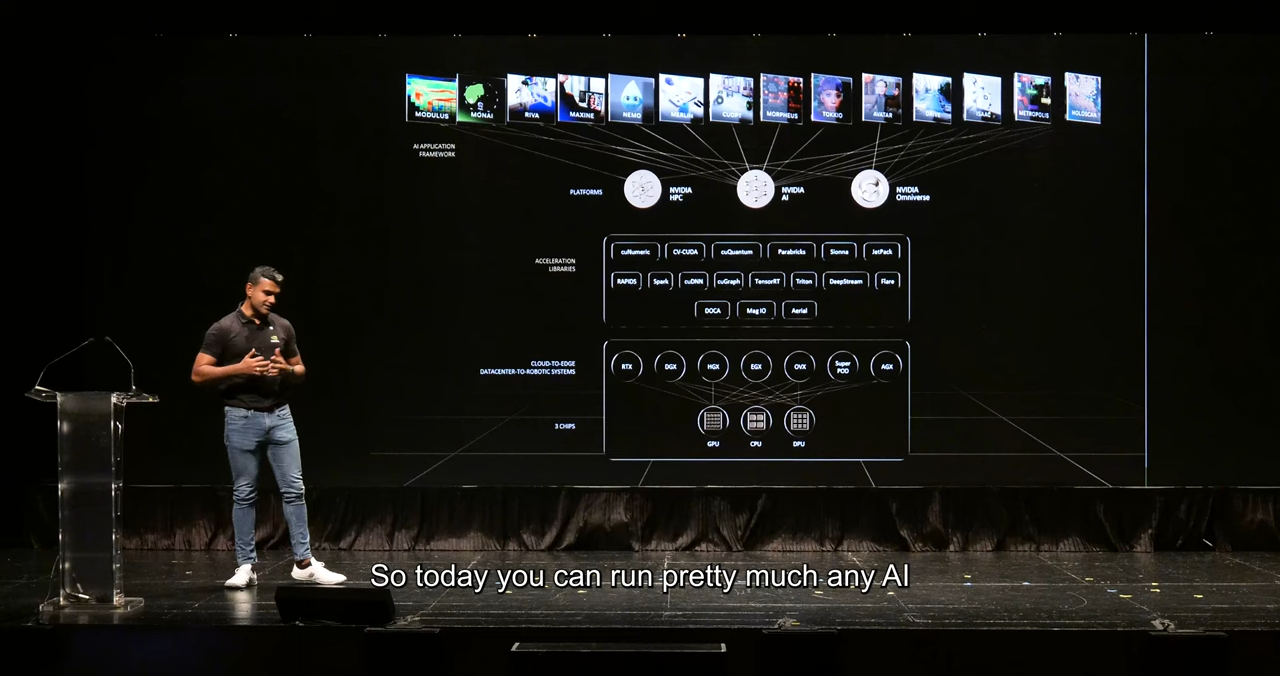 MODULUS MONAI RIVA MAXINE NEMO MERLIN CUOPT MORPHEUS TOKKIO AVATAR DRIVE ISAAC METROPOLIS HOLOSCAN
AI APPLICATION
FRAMEWORK
PLATFORMS
NVIDIA
HPC
NVIDIA
AI
NVIDIA
Omniverse
ACCELERATION
LIBRARIES
cuNumeric CV-CUDA cuQuantum Parabricks Sionna JetPack
RAPIDS Spark cuDNN cuGraph TensorRT Triton DeepStream Flare
DOCA Mag IO Aerial
CLOUD-TO-EDGE
DATACENTER-TO-ROBOTIC SYSTEMS
RTX DGX HGX EGX OVX Super POD AGX
3 CHIPS
GPU CPU DPU
So today you can run pretty much any AI